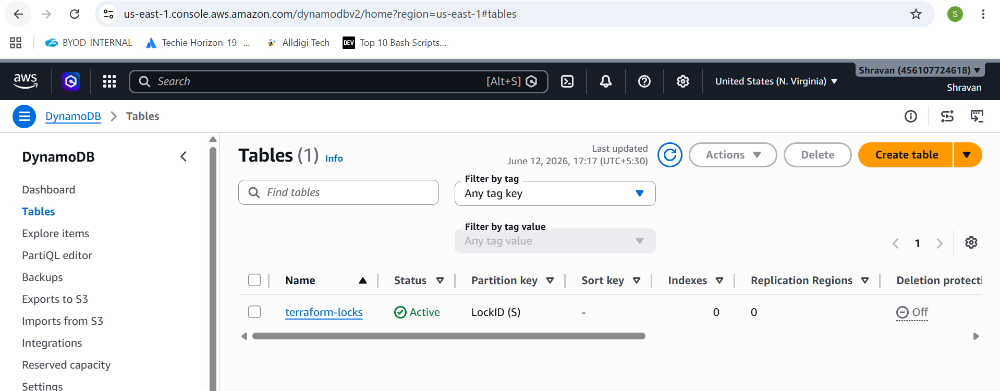 us-east-1.console.aws.amazon.com/dynamodbv2/home?region=us-east-1#tables
S
BYOD-INTERNAL
Techie Horizon-19 -...
Alldigi Tech
DEV
Top 10 Bash Scripts...
aws
Search
[Alt+S]
United States (N. Virginia)
Shravan (456107724618)
Shravan
DynamoDB
Tables
DynamoDB
Dashboard
Tables
Explore items
PartiQL editor
Backups
Exports to S3
Imports from S3
Integrations
Reserved capacity
Settings
Tables (1) Info
Last updated
June 12, 2026, 17:17 (UTC+5:30)
Actions
Delete
Create table
Find tables
Filter by tag
Any tag key
Filter by tag value
Any tag value
1
Name Status Partition key Sort key Indexes Replication Regions Deletion protecti
terraform-locks Active LockID (S) - 0 0 Off